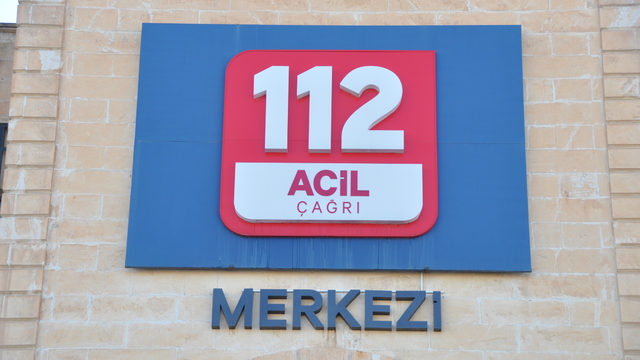 112
ACİL
ÇAĞRI
MERKEZİ